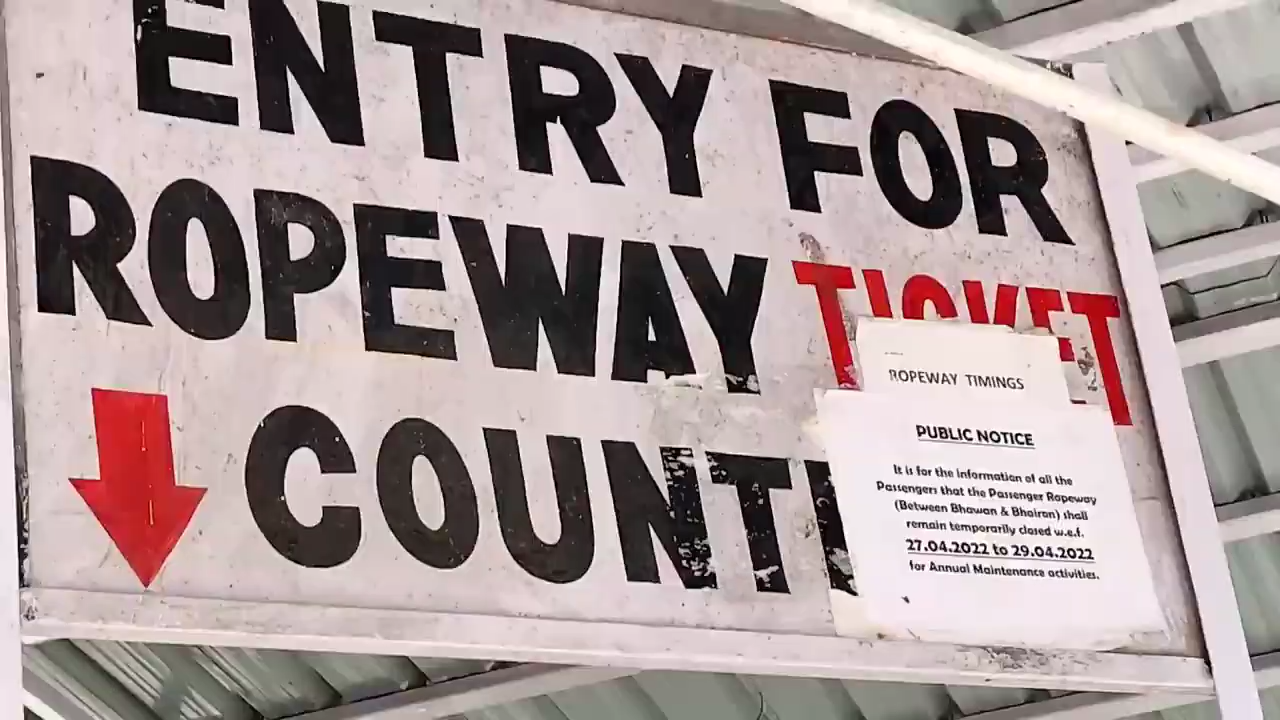 ENTRY FOR
ROPEWAY TICKET
COUNT
ROPEWAY TIMINGS
PUBLIC NOTICE
It is for the information of all the
Passengers that the Passenger Ropeway
(Between Bhawan & Bhairon) shall
remain temporarily closed w.e.f.
27.04.2022 to 29.04.2022
for Annual Maintenance activities.